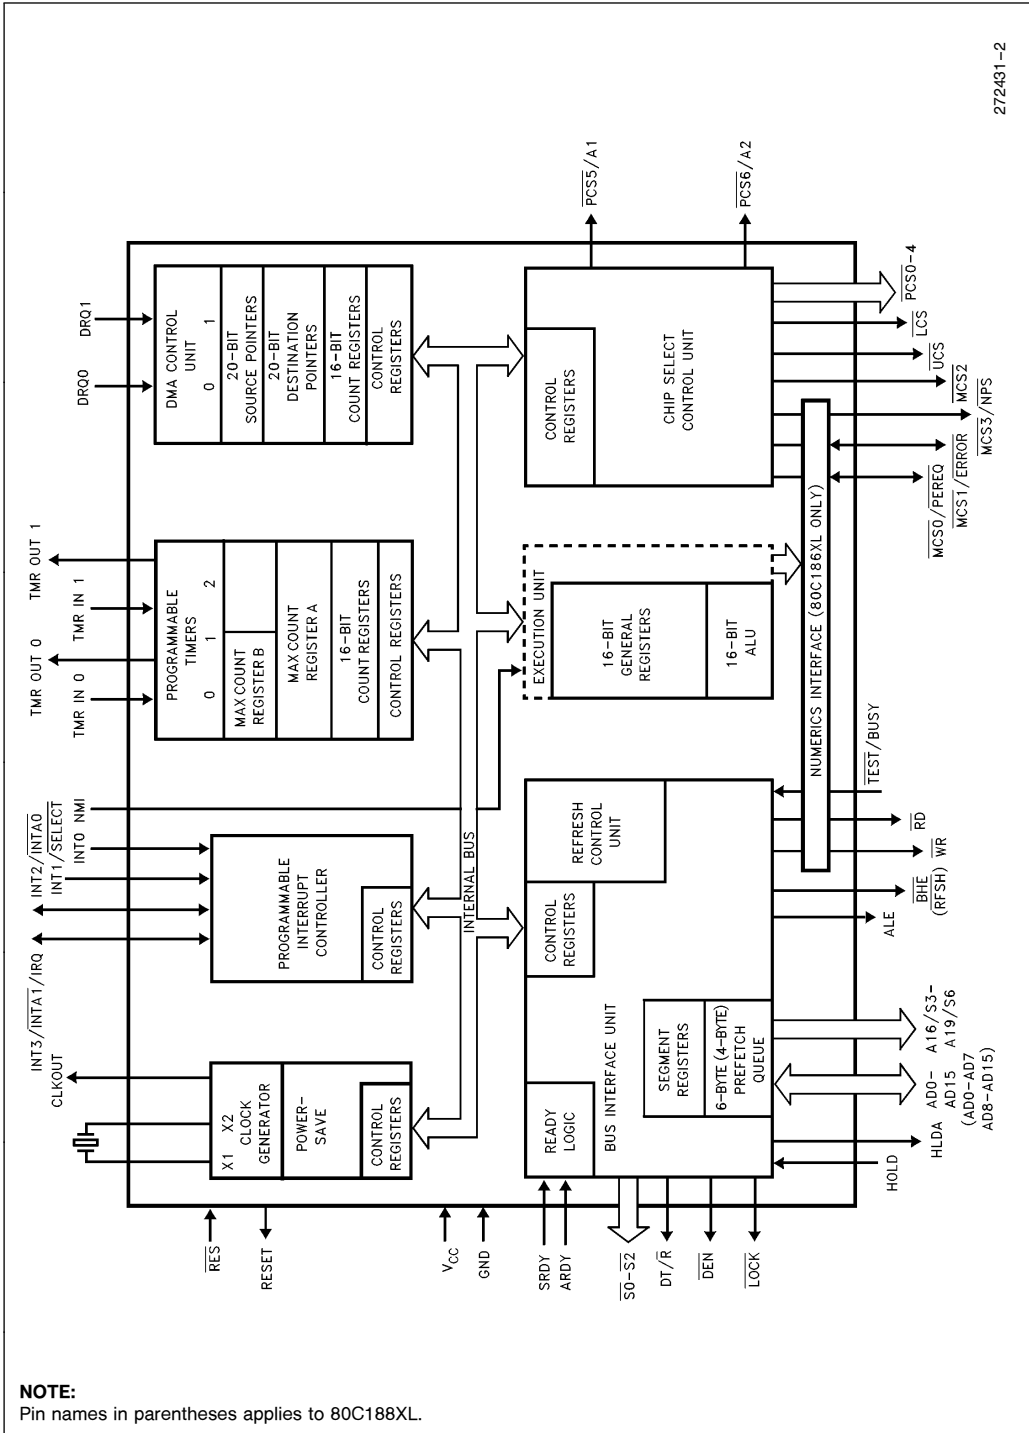 INT3/INTA1/IRQ
INT2/INTA0
INT1/SELECT
INT0
NMI
TMR OUT 0
TMR IN 0
TMR OUT 1
TMR IN 1
DRQ0
DRQ1
CLKOUT
X1
X2
CLOCK
GENERATOR
POWER-
SAVE
CONTROL
REGISTERS
PROGRAMMABLE
INTERRUPT
CONTROLLER
CONTROL
REGISTERS
PROGRAMMABLE
TIMERS
0
1
2
MAX COUNT
REGISTER B
MAX COUNT
REGISTER A
16-BIT
COUNT REGISTERS
CONTROL REGISTERS
DMA CONTROL
UNIT
0
1
20-BIT
SOURCE POINTERS
20-BIT
DESTINATION
POINTERS
16-BIT
COUNT REGISTERS
CONTROL
REGISTERS
RES
RESET
VCC
GND
INTERNAL BUS
SRDY
ARDY
S0-S2
DT/R
DEN
LOCK
READY
LOGIC
BUS INTERFACE UNIT
CONTROL
REGISTERS
REFRESH
CONTROL
UNIT
SEGMENT
REGISTERS
6-BYTE (4-BYTE)
PREFETCH
QUEUE
EXECUTION UNIT
16-BIT
GENERAL
REGISTERS
16-BIT
ALU
CONTROL
REGISTERS
CHIP SELECT
CONTROL UNIT
PCS5/A1
PCS6/A2
NUMERICS INTERFACE (80C186XL ONLY)
HOLD
HLDA
AD0-
AD15
(AD0-AD7
AD8-AD15)
A16/S3-
A19/S6
ALE
BHE
(RFSH)
WR
RD
TEST/BUSY
MCS0/PEREQ
MCS1/ERROR
MCS3/NPS
MCS2
UCS
LCS
PCS0-4
272431-2
NOTE:
Pin names in parentheses applies to 80C188XL.